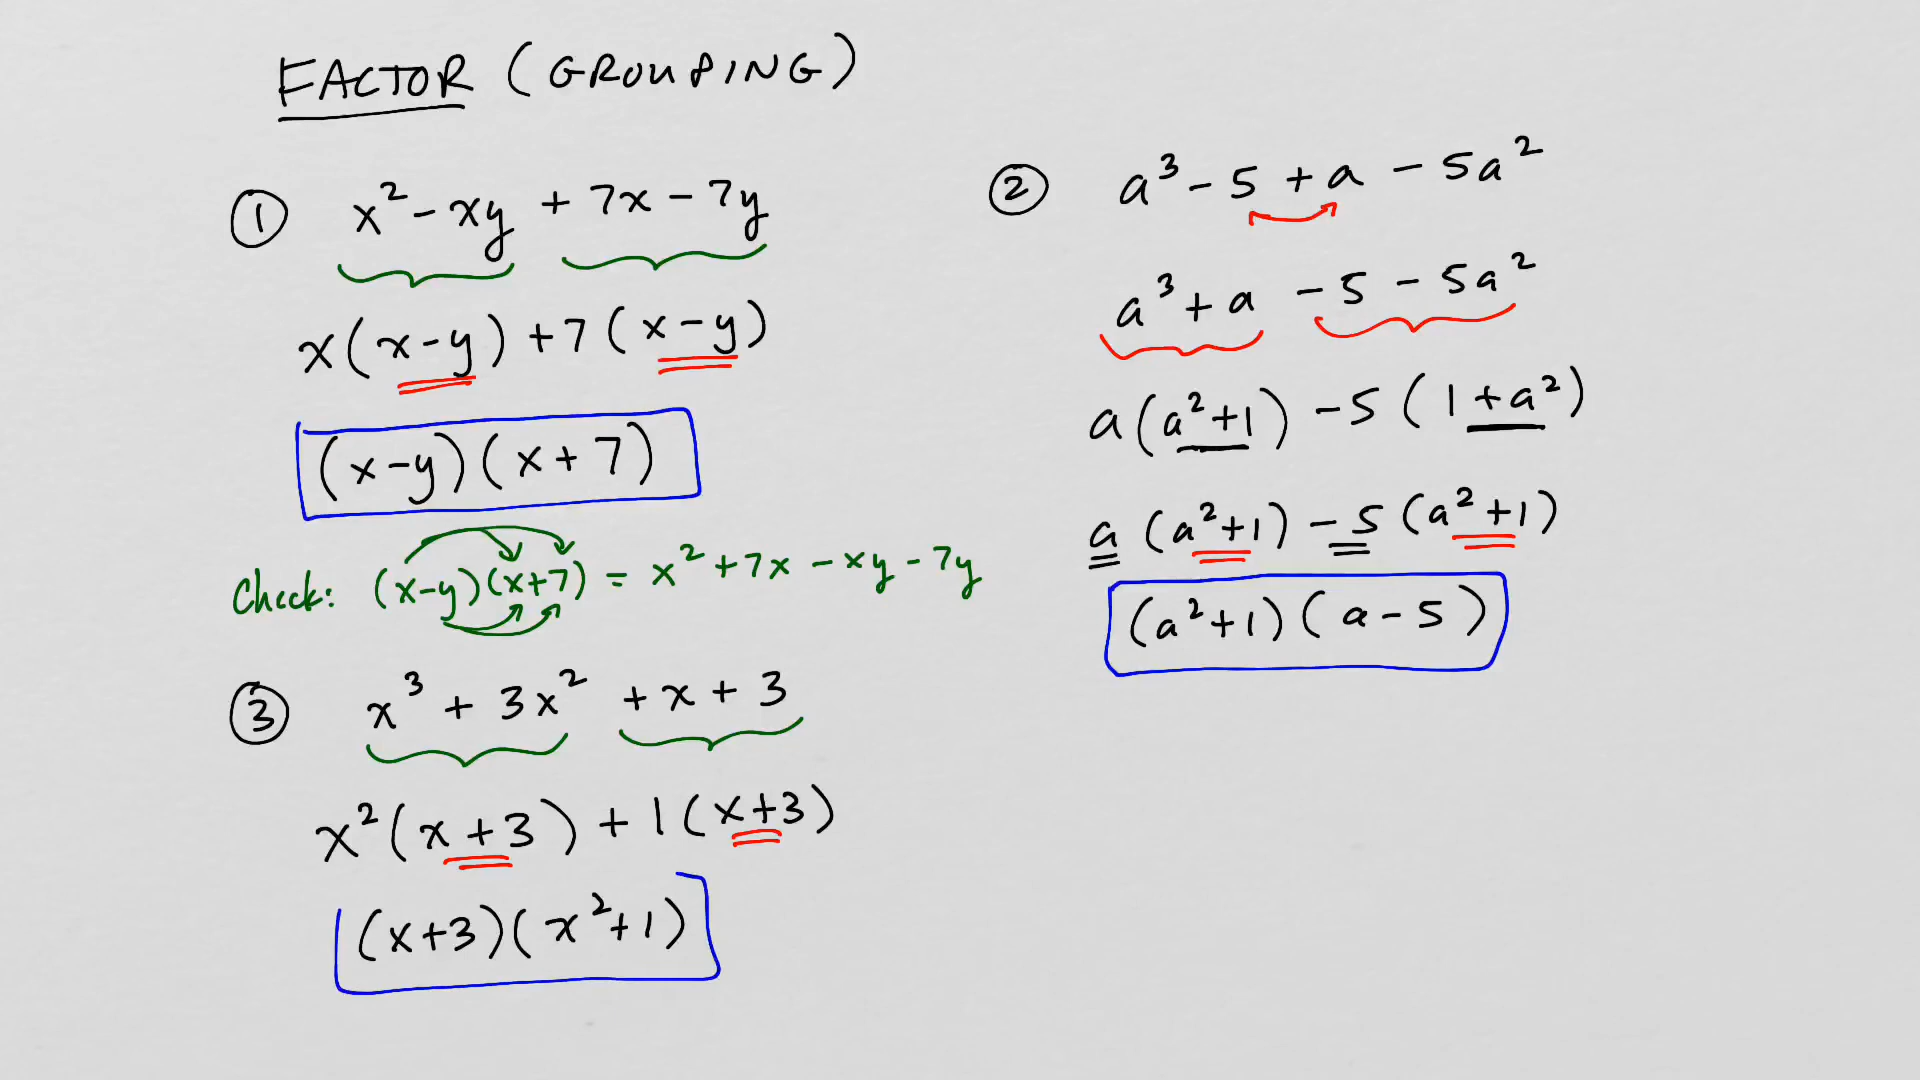 FACTOR (GROUPING)
① x² - xy + 7x - 7y
x(x-y) + 7(x-y)
(x-y)(x+7)
Check: (x-y)(x+7) = x² + 7x - xy - 7y
② a³ - 5 + a - 5a²
a³ + a - 5 - 5a²
a(a²+1) - 5(1+a²)
a(a²+1) - 5(a²+1)
(a²+1)(a-5)
③ x³ + 3x² + x + 3
x²(x+3) + 1(x+3)
(x+3)(x²+1)